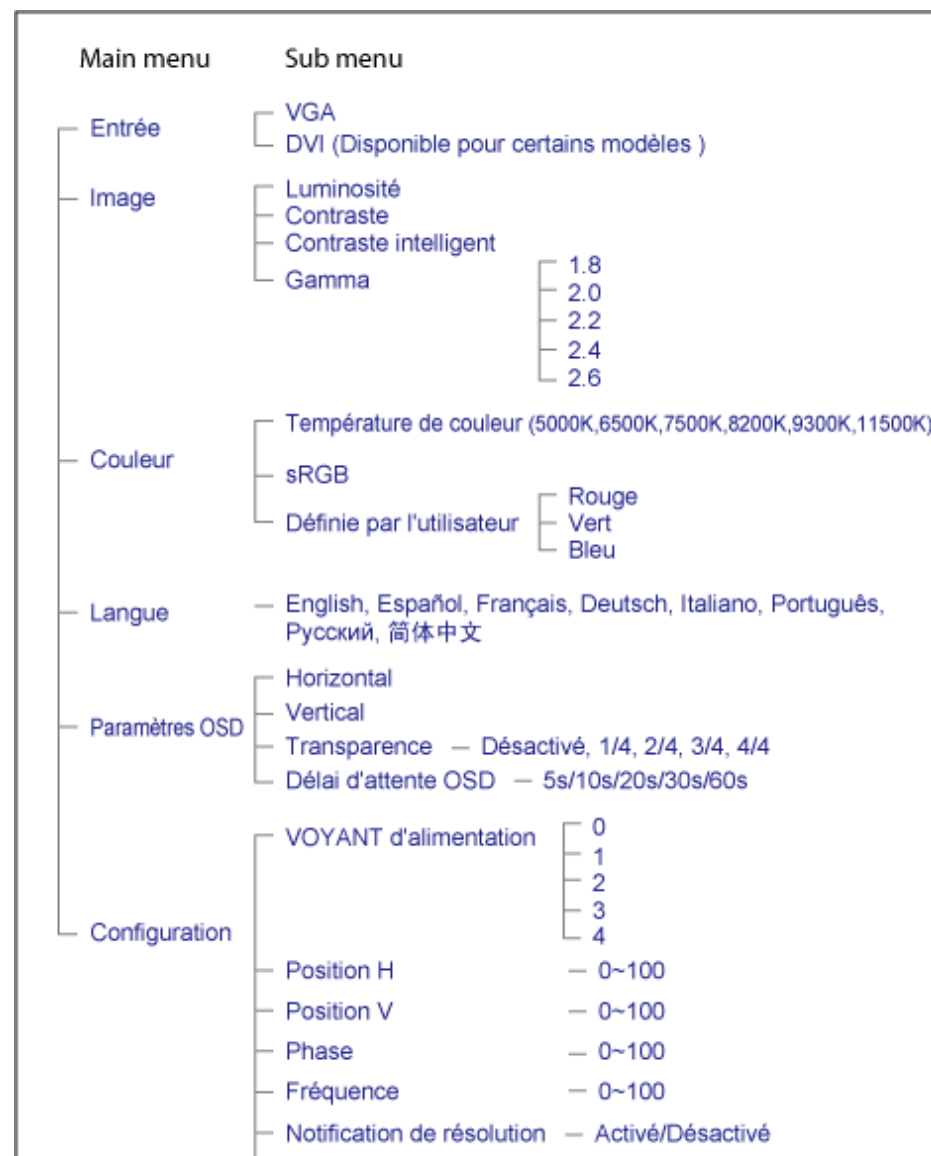 Main menu Sub menu
Entrée
VGA
DVI (Disponible pour certains modèles )
Image
Luminosité
Contraste
Contraste intelligent
Gamma
1.8
2.0
2.2
2.4
2.6
Couleur
Température de couleur (5000K,6500K,7500K,8200K,9300K,11500K)
sRGB
Définie par l'utilisateur
Rouge
Vert
Bleu
Langue
English, Español, Français, Deutsch, Italiano, Português,
Русский, 简体中文
Paramètres OSD
Horizontal
Vertical
Transparence — Désactivé, 1/4, 2/4, 3/4, 4/4
Délai d'attente OSD — 5s/10s/20s/30s/60s
Configuration
VOYANT d'alimentation
0
1
2
3
4
Position H — 0~100
Position V — 0~100
Phase — 0~100
Fréquence — 0~100
Notification de résolution — Activé/Désactivé